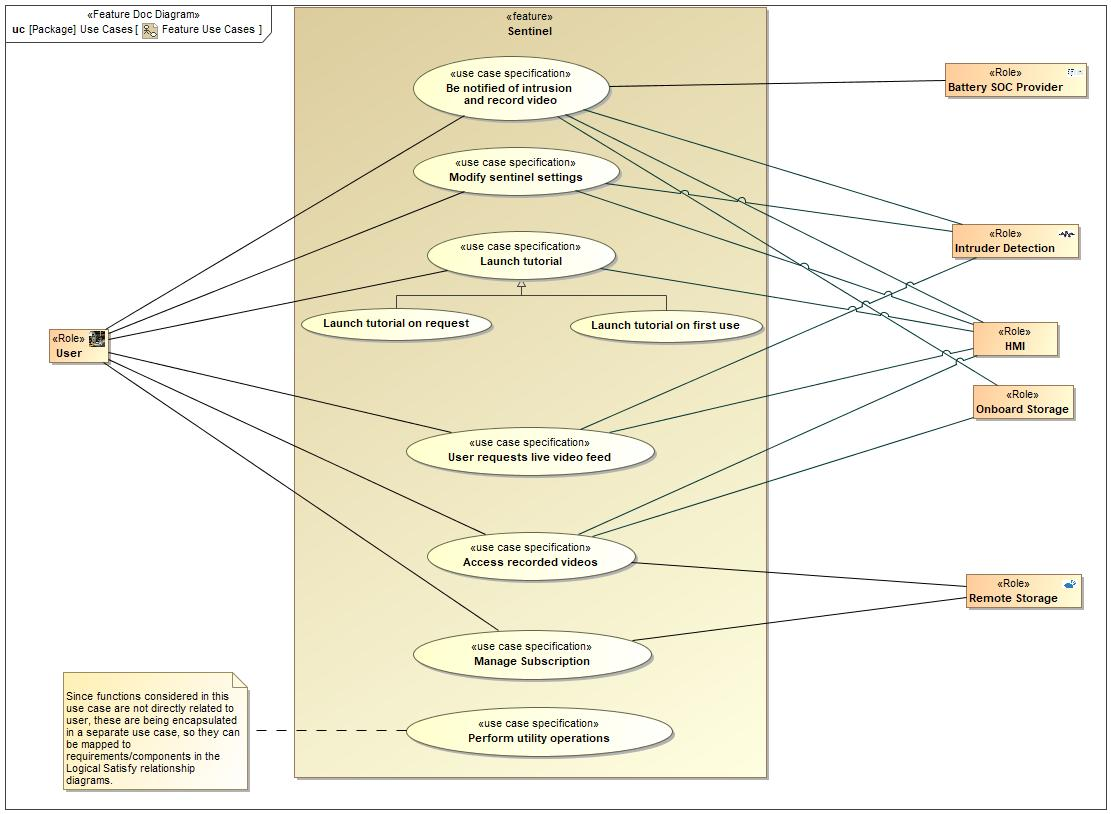 «Feature Doc Diagram»
uc [Package] Use Cases [ Feature Use Cases ]
«feature»
Sentinel
«use case specification»
Be notified of intrusion
and record video
«Role»
Battery SOC Provider
«use case specification»
Modify sentinel settings
«Role»
Intruder Detection
«use case specification»
Launch tutorial
Launch tutorial on request
Launch tutorial on first use
«Role»
User
«Role»
HMI
«Role»
Onboard Storage
«use case specification»
User requests live video feed
«use case specification»
Access recorded videos
«Role»
Remote Storage
«use case specification»
Manage Subscription
«use case specification»
Perform utility operations
Since functions considered in this
use case are not directly related to
user, these are being encapsulated
in a separate use case, so they can
be mapped to
requirements/components in the
Logical Satisfy relationship
diagrams.